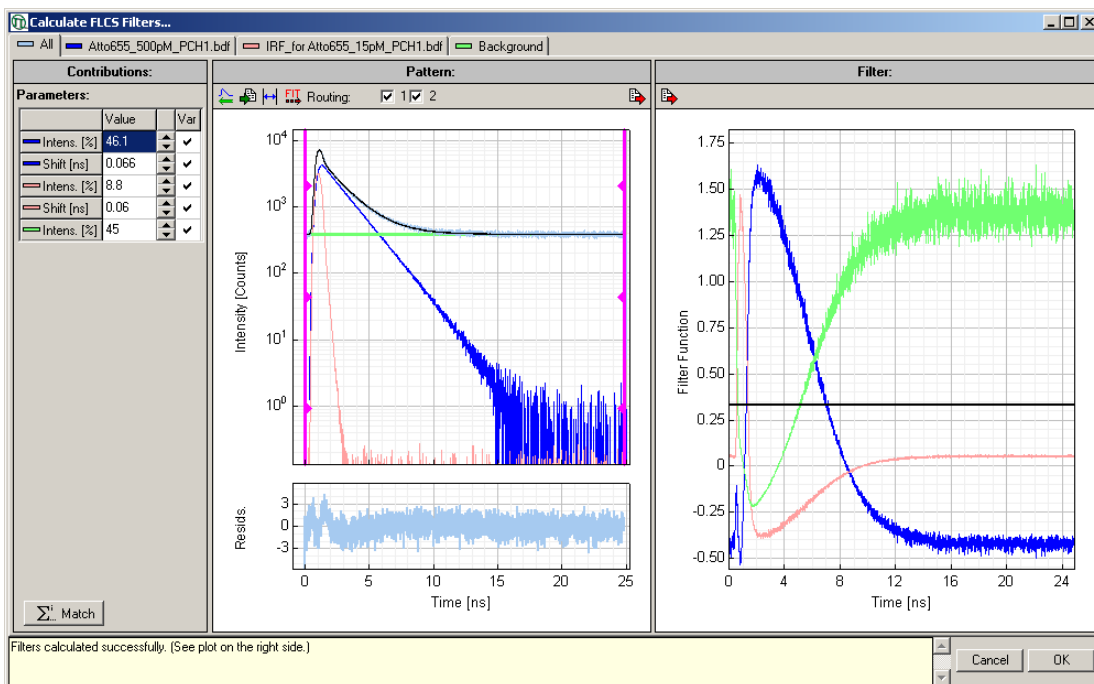 Calculate FLCS Filters...
All
Atto655_500pM_PCH1.bdf
IRF_for Atto655_15pM_PCH1.bdf
Background
Contributions:
Parameters:
Value Var
Intens. [%] 46.1
Shift [ns] 0.066
Intens. [%] 8.8
Shift [ns] 0.06
Intens. [%] 45
Σ Match
Pattern:
FIT Routing: 1 2
10^4
10^3
10^2
10^1
10^0
Intensity [Counts]
3
0
-3
Resids.
0 5 10 15 20 25
Time [ns]
Filter:
1.75
1.50
1.25
1.00
0.75
0.50
0.25
0
-0.25
-0.50
Filter Function
0 4 8 12 16 20 24
Time [ns]
Filters calculated successfully. (See plot on the right side.)
Cancel
OK